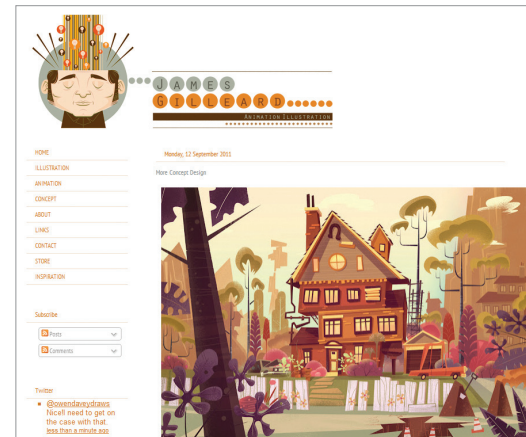 JAMES
GILLEARD
ANIMATION ILLUSTRATION
HOME
ILLUSTRATION
ANIMATION
CONCEPT
ABOUT
LINKS
CONTACT
STORE
INSPIRATION
Subscribe
Posts
Comments
Twitter
@owendaveydraws
Nice!I need to get on
the case with that.
less than a minute ago
Monday, 12 September 2011
More Concept Design